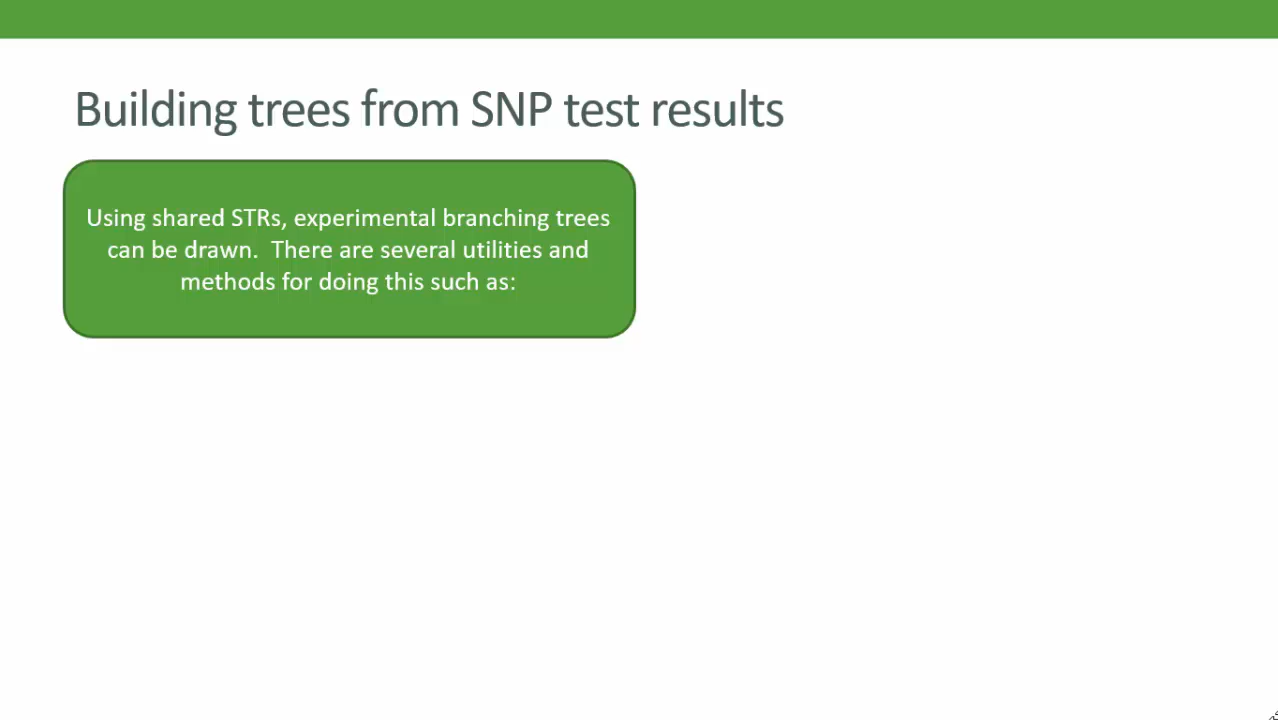 Building trees from SNP test results
Using shared STRs, experimental branching trees
can be drawn.  There are several utilities and
methods for doing this such as: